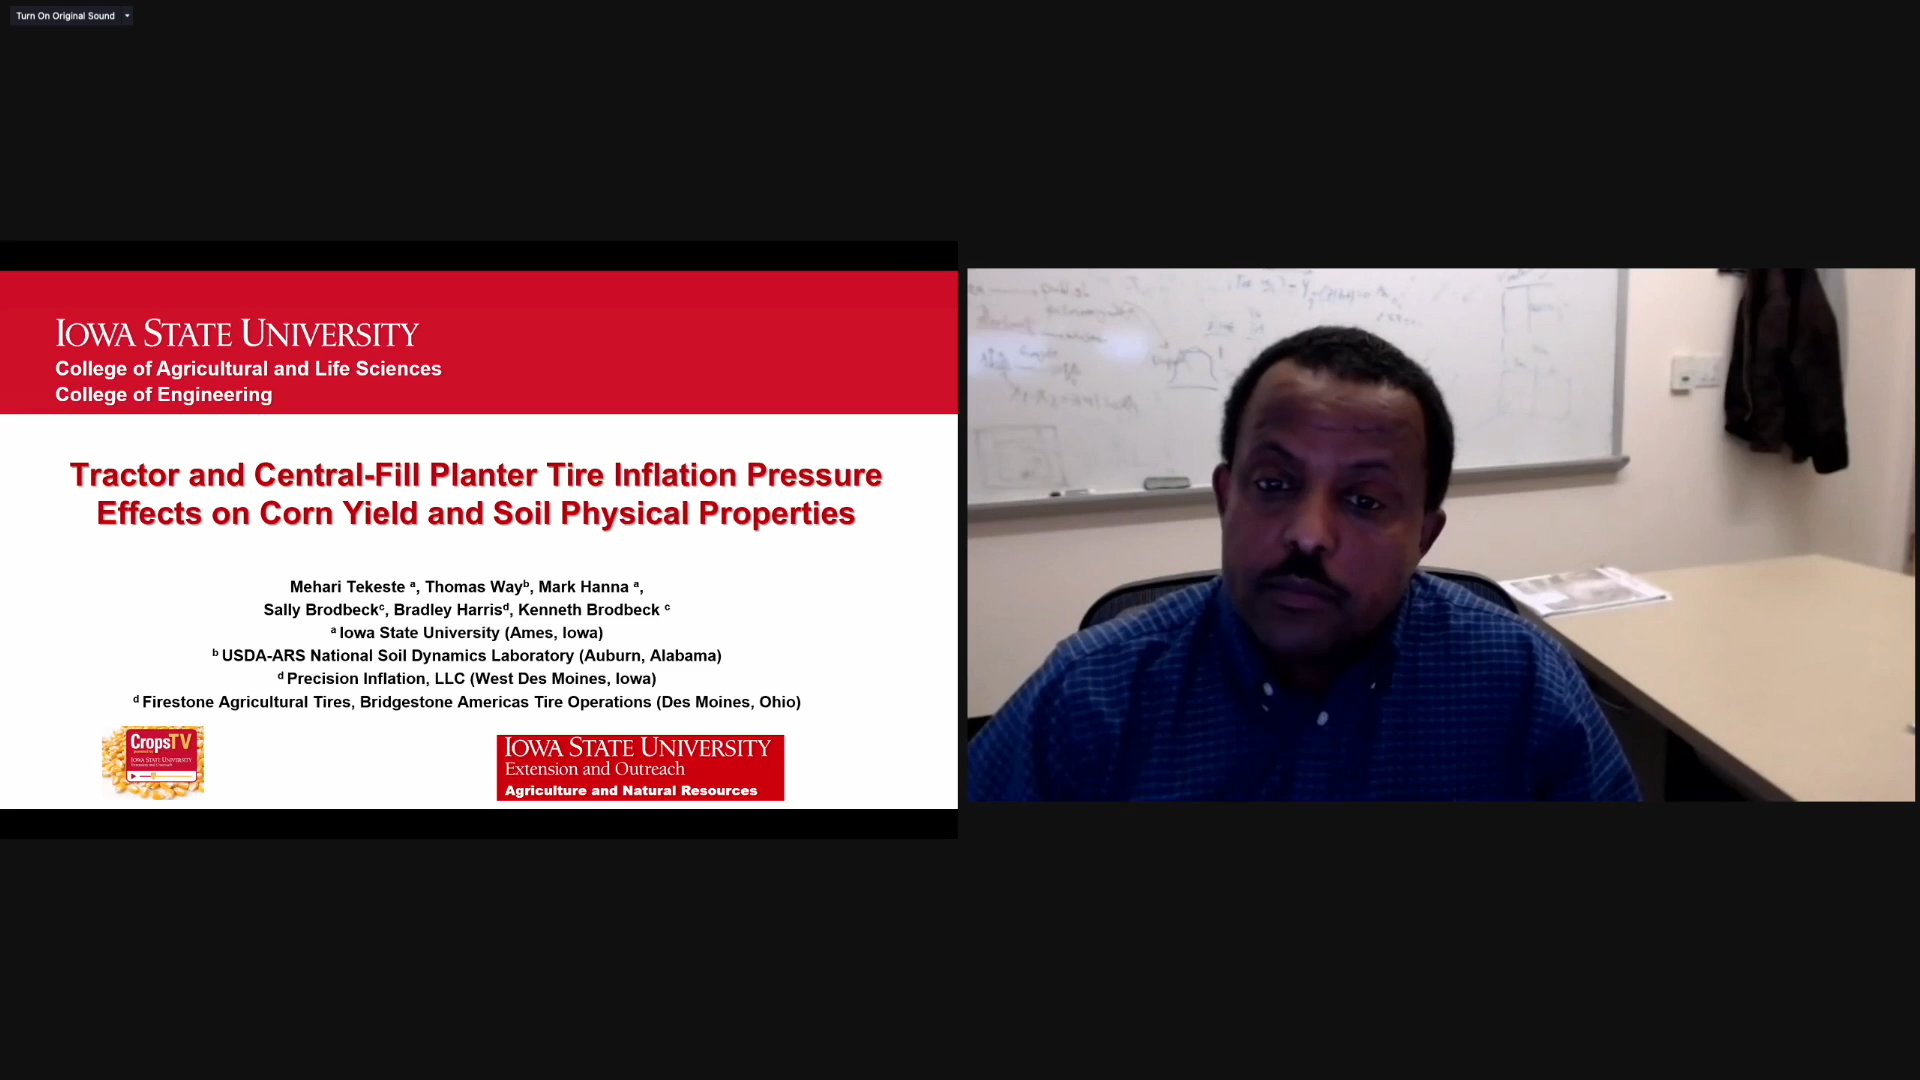 Turn On Original Sound
IOWA STATE UNIVERSITY
College of Agricultural and Life Sciences
College of Engineering
Tractor and Central-Fill Planter Tire Inflation Pressure
Effects on Corn Yield and Soil Physical Properties
Mehari Tekeste ᵃ, Thomas Wayᵇ, Mark Hanna ᵃ,
Sally Brodbeckᶜ, Bradley Harrisᵈ, Kenneth Brodbeck ᶜ
ᵃ Iowa State University (Ames, Iowa)
ᵇ USDA-ARS National Soil Dynamics Laboratory (Auburn, Alabama)
ᵈ Precision Inflation, LLC (West Des Moines, Iowa)
ᵈ Firestone Agricultural Tires, Bridgestone Americas Tire Operations (Des Moines, Ohio)
CropsTV
IOWA STATE UNIVERSITY
IOWA STATE UNIVERSITY
Extension and Outreach
Agriculture and Natural Resources